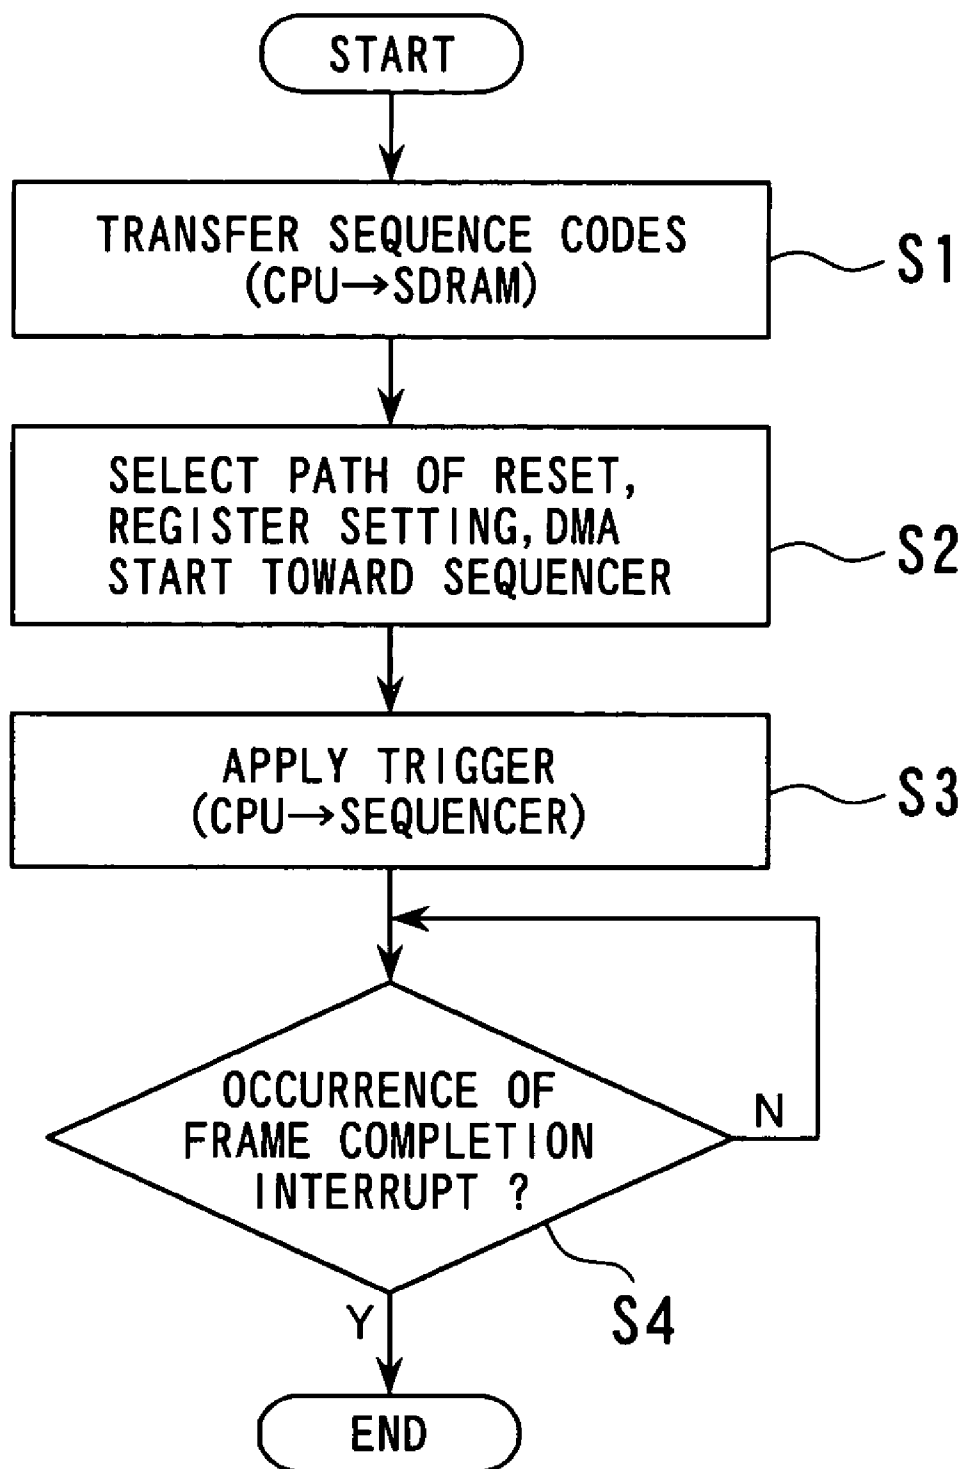 START
TRANSFER SEQUENCE CODES
(CPU→SDRAM)
S1
SELECT PATH OF RESET,
REGISTER SETTING, DMA
START TOWARD SEQUENCER
S2
APPLY TRIGGER
(CPU→SEQUENCER)
S3
OCCURRENCE OF
FRAME COMPLETION
INTERRUPT ?
N
S4
Y
END